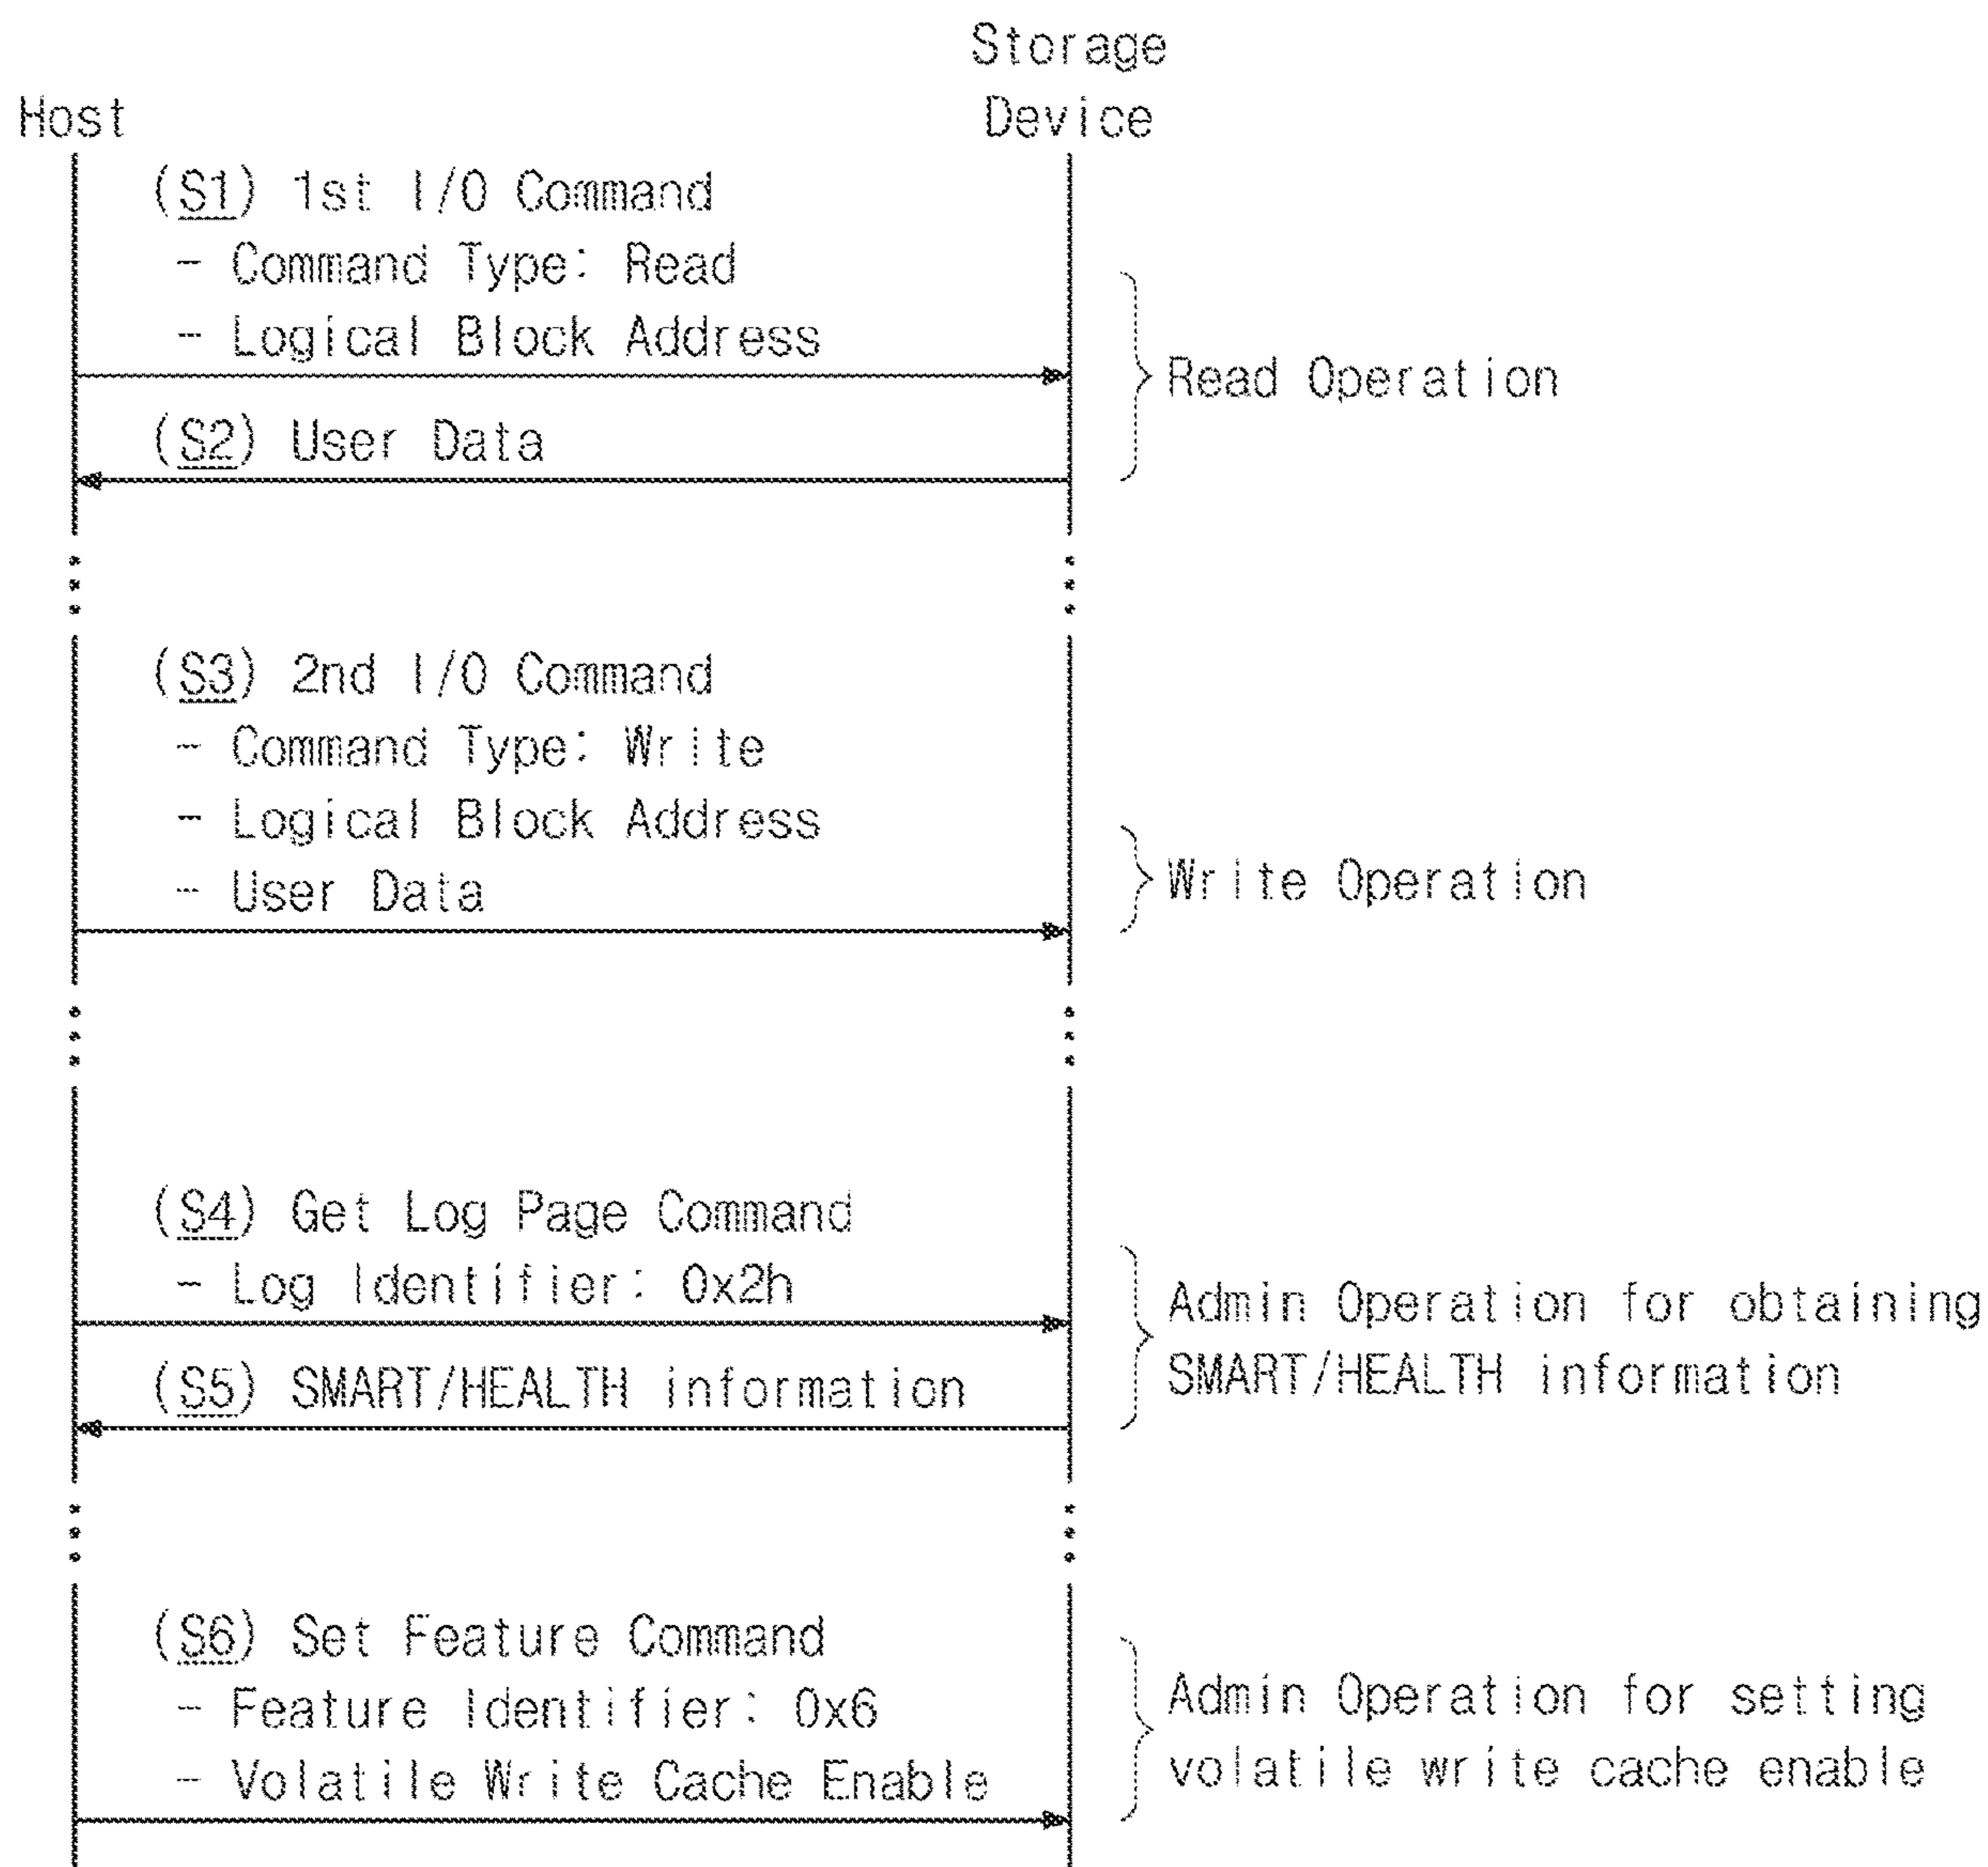 Storage
Host
Device
(S1) 1st I/O Command
- Command Type: Read
- Logical Block Address
Read Operation
(S2) User Data
(S3) 2nd I/O Command
- Command Type: Write
- Logical Block Address
- User Data
Write Operation
(S4) Get Log Page Command
- Log Identifier: 0x2h
Admin Operation for obtaining
SMART/HEALTH information
(S5) SMART/HEALTH information
(S6) Set Feature Command
- Feature Identifier: 0x6
- Volatile Write Cache Enable
Admin Operation for setting
volatile write cache enable